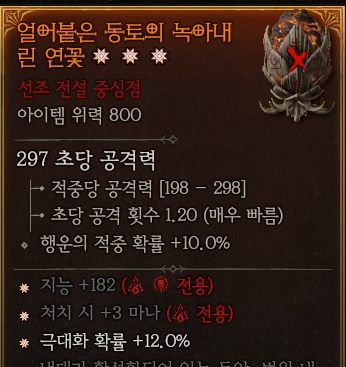 얼어붙은 동토의 녹아내
린 연꽃
선조 전설 중심점
아이템 위력 800
297 초당 공격력
적중당 공격력 [198 - 298]
초당 공격 횟수 1.20 (매우 빠름)
행운의 적중 확률 +10.0%
지능 +182 ( 전용)
처치 시 +3 마나 ( 전용)
극대화 확률 +12.0%